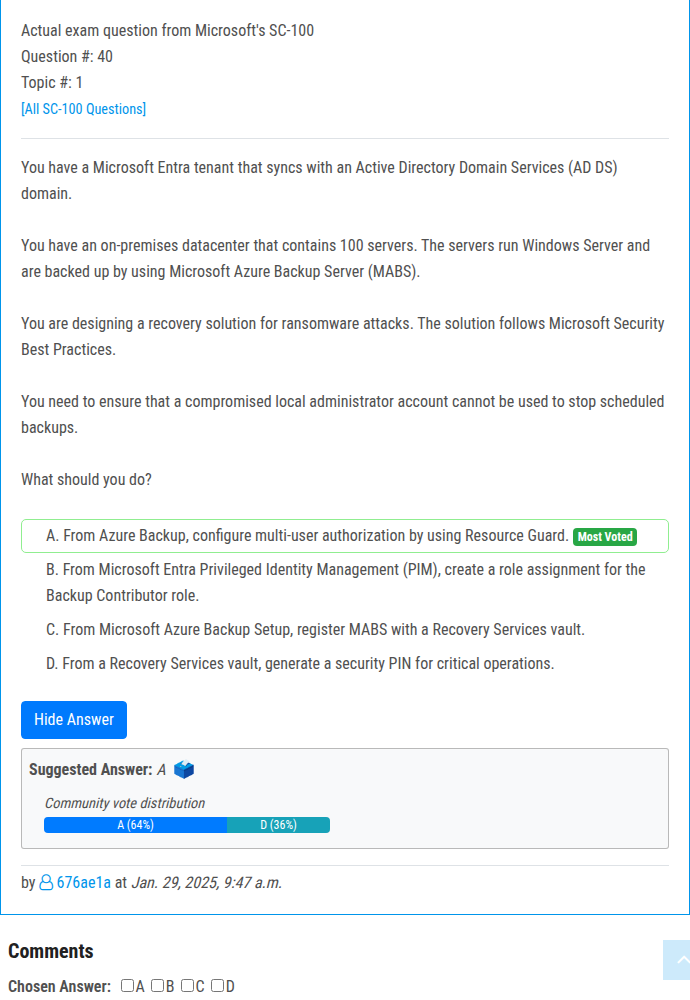 Actual exam question from Microsoft's SC-100
Question #: 40
Topic #: 1
[All SC-100 Questions]
You have a Microsoft Entra tenant that syncs with an Active Directory Domain Services (AD DS)
domain.
You have an on-premises datacenter that contains 100 servers. The servers run Windows Server and
are backed up by using Microsoft Azure Backup Server (MABS).
You are designing a recovery solution for ransomware attacks. The solution follows Microsoft Security
Best Practices.
You need to ensure that a compromised local administrator account cannot be used to stop scheduled
backups.
What should you do?
A. From Azure Backup, configure multi-user authorization by using Resource Guard. Most Voted
B. From Microsoft Entra Privileged Identity Management (PIM), create a role assignment for the
Backup Contributor role.
C. From Microsoft Azure Backup Setup, register MABS with a Recovery Services vault.
D. From a Recovery Services vault, generate a security PIN for critical operations.
Hide Answer
Suggested Answer: A
Community vote distribution
A (64%) D (36%)
by 676ae1a at Jan. 29, 2025, 9:47 a.m.
Comments
Chosen Answer: A B C D